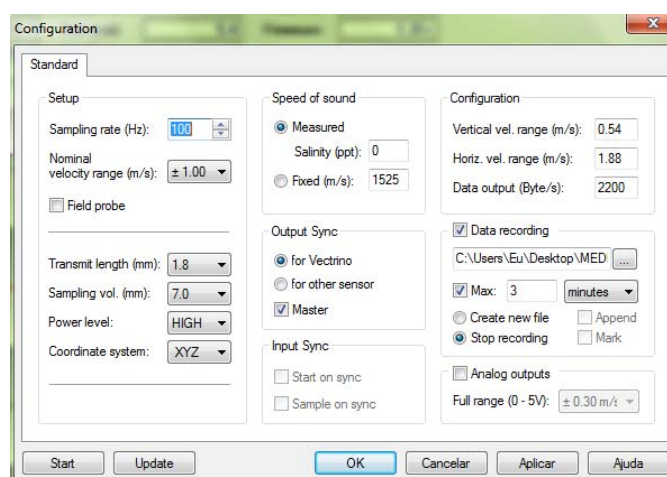 Configuration
X
Standard
Setup
Sampling rate (Hz): 100
Nominal
velocity range (m/s): ± 1.00
Field probe
Transmit length (mm): 1.8
Sampling vol. (mm): 7.0
Power level: HIGH
Coordinate system: XYZ
Speed of sound
Measured
Salinity (ppt): 0
Fixed (m/s): 1525
Output Sync
for Vectrino
for other sensor
Master
Input Sync
Start on sync
Sample on sync
Configuration
Vertical vel. range (m/s): 0.54
Horiz. vel. range (m/s): 1.88
Data output (Byte/s): 2200
Data recording
C:\Users\Eu\Desktop\MED ...
Max: 3 minutes
Create new file Append
Stop recording Mark
Analog outputs
Full range (0 - 5V): ± 0.30 m/s
Start Update OK Cancelar Aplicar Ajuda